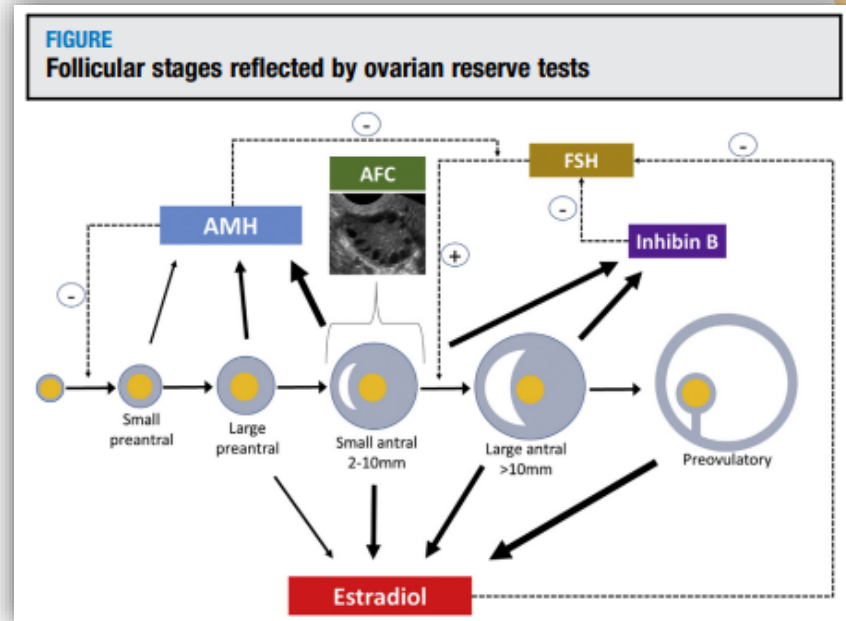 FIGURE
Follicular stages reflected by ovarian reserve tests
-
-
AFC
FSH
AMH
-
Inhibin B
+
-
Small
preantral
Large
preantral
Small antral
2-10mm
Large antral
>10mm
Preovulatory
Estradiol